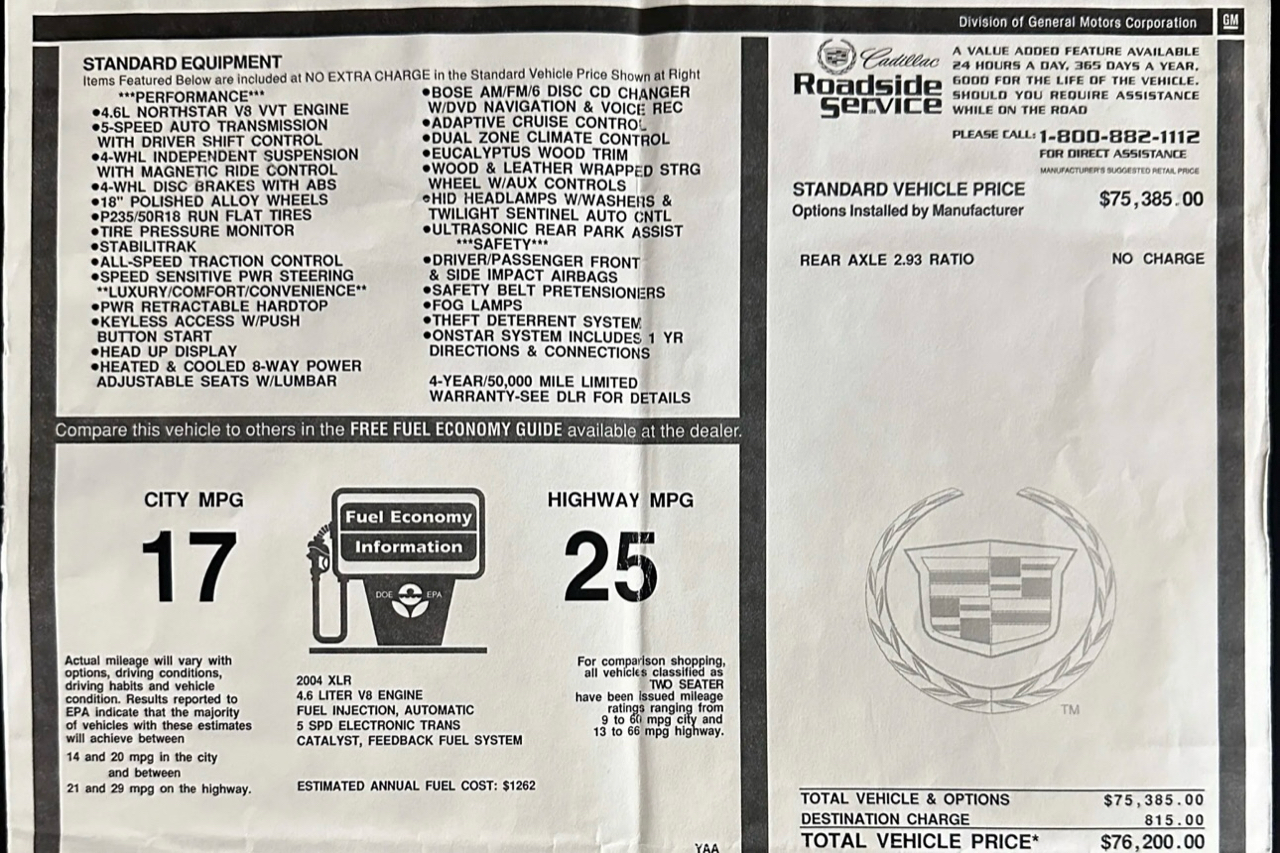 Division of General Motors Corporation
GM
STANDARD EQUIPMENT
Items Featured Below are included at NO EXTRA CHARGE in the Standard Vehicle Price Shown at Right
***PERFORMANCE***
●4.6L NORTHSTAR V8 VVT ENGINE
●5-SPEED AUTO TRANSMISSION
WITH DRIVER SHIFT CONTROL
●4-WHL INDEPENDENT SUSPENSION
WITH MAGNETIC RIDE CONTROL
●4-WHL DISC BRAKES WITH ABS
●18" POLISHED ALLOY WHEELS
●P235/50R18 RUN FLAT TIRES
●TIRE PRESSURE MONITOR
●STABILITRAK
●ALL-SPEED TRACTION CONTROL
●SPEED SENSITIVE PWR STEERING
**LUXURY/COMFORT/CONVENIENCE**
●PWR RETRACTABLE HARDTOP
●KEYLESS ACCESS W/PUSH
BUTTON START
●HEAD UP DISPLAY
●HEATED & COOLED 8-WAY POWER
ADJUSTABLE SEATS W/LUMBAR
●BOSE AM/FM/6 DISC CD CHANGER
W/DVD NAVIGATION & VOICE REC
●ADAPTIVE CRUISE CONTROL
●DUAL ZONE CLIMATE CONTROL
●EUCALYPTUS WOOD TRIM
●WOOD & LEATHER WRAPPED STRG
WHEEL W/AUX CONTROLS
●HID HEADLAMPS W/WASHERS &
TWILIGHT SENTINEL AUTO CNTL
●ULTRASONIC REAR PARK ASSIST
***SAFETY***
●DRIVER/PASSENGER FRONT
& SIDE IMPACT AIRBAGS
●SAFETY BELT PRETENSIONERS
●FOG LAMPS
●THEFT DETERRENT SYSTEM
●ONSTAR SYSTEM INCLUDES 1 YR
DIRECTIONS & CONNECTIONS
4-YEAR/50,000 MILE LIMITED
WARRANTY-SEE DLR FOR DETAILS
Cadillac
Roadside
Service
A VALUE ADDED FEATURE AVAILABLE
24 HOURS A DAY, 365 DAYS A YEAR,
GOOD FOR THE LIFE OF THE VEHICLE.
SHOULD YOU REQUIRE ASSISTANCE
WHILE ON THE ROAD
PLEASE CALL: 1-800-882-1112
FOR DIRECT ASSISTANCE
MANUFACTURER'S SUGGESTED RETAIL PRICE
STANDARD VEHICLE PRICE $75,385.00
Options Installed by Manufacturer
REAR AXLE 2.93 RATIO NO CHARGE
Compare this vehicle to others in the FREE FUEL ECONOMY GUIDE available at the dealer.
CITY MPG
17
Fuel Economy
Information
DOE EPA
HIGHWAY MPG
25
Actual mileage will vary with
options, driving conditions,
driving habits and vehicle
condition. Results reported to
EPA indicate that the majority
of vehicles with these estimates
will achieve between
14 and 20 mpg in the city
and between
21 and 29 mpg on the highway.
2004 XLR
4.6 LITER V8 ENGINE
FUEL INJECTION, AUTOMATIC
5 SPD ELECTRONIC TRANS
CATALYST, FEEDBACK FUEL SYSTEM
ESTIMATED ANNUAL FUEL COST: $1262
For comparison shopping,
all vehicles classified as
TWO SEATER
have been issued mileage
ratings ranging from
9 to 60 mpg city and
13 to 66 mpg highway.
YAA
TM
TOTAL VEHICLE & OPTIONS $75,385.00
DESTINATION CHARGE 815.00
TOTAL VEHICLE PRICE* $76,200.00